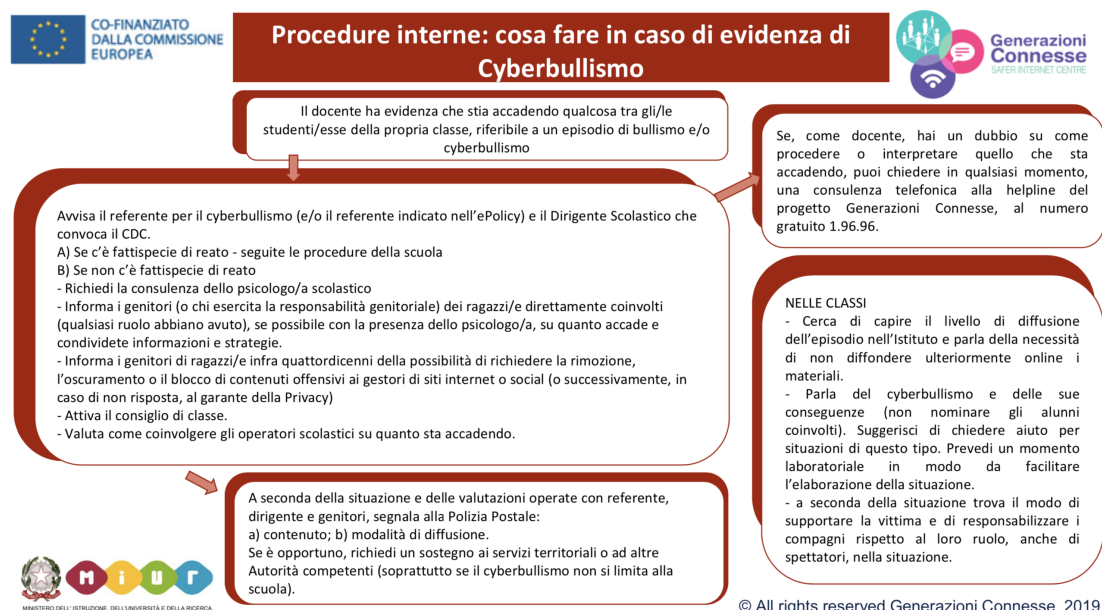 CO-FINANZIATO
DALLA COMMISSIONE
EUROPEA
Procedure interne: cosa fare in caso di evidenza di
Cyberbullismo
Generazioni
Connesse
SAFER INTERNET CENTRE
Il docente ha evidenza che stia accadendo qualcosa tra gli/le
studenti/esse della propria classe, riferibile a un episodio di bullismo e/o
cyberbullismo
Se, come docente, hai un dubbio su come
procedere o interpretare quello che sta
accadendo, puoi chiedere in qualsiasi momento,
una consulenza telefonica alla helpline del
progetto Generazioni Connesse, al numero
gratuito 1.96.96.
Avvisa il referente per il cyberbullismo (e/o il referente indicato nell’ePolicy) e il Dirigente Scolastico che
convoca il CDC.
A) Se c’è fattispecie di reato - seguite le procedure della scuola
B) Se non c’è fattispecie di reato
- Richiedi la consulenza dello psicologo/a scolastico
- Informa i genitori (o chi esercita la responsabilità genitoriale) dei ragazzi/e direttamente coinvolti
(qualsiasi ruolo abbiano avuto), se possibile con la presenza dello psicologo/a, su quanto accade e
condividete informazioni e strategie.
- Informa i genitori di ragazzi/e infra quattordicenni della possibilità di richiedere la rimozione,
l’oscuramento o il blocco di contenuti offensivi ai gestori di siti internet o social (o successivamente, in
caso di non risposta, al garante della Privacy)
- Attiva il consiglio di classe.
- Valuta come coinvolgere gli operatori scolastici su quanto sta accadendo.
NELLE CLASSI
- Cerca di capire il livello di diffusione
dell’episodio nell’Istituto e parla della necessità
di non diffondere ulteriormente online i
materiali.
- Parla del cyberbullismo e delle sue
conseguenze (non nominare gli alunni
coinvolti). Suggerisci di chiedere aiuto per
situazioni di questo tipo. Prevedi un momento
laboratoriale in modo da facilitare
l’elaborazione della situazione.
- a seconda della situazione trova il modo di
supportare la vittima e di responsabilizzare i
compagni rispetto al loro ruolo, anche di
spettatori, nella situazione.
A seconda della situazione e delle valutazioni operate con referente,
dirigente e genitori, segnala alla Polizia Postale:
a) contenuto; b) modalità di diffusione.
Se è opportuno, richiedi un sostegno ai servizi territoriali o ad altre
Autorità competenti (soprattutto se il cyberbullismo non si limita alla
scuola).
miur
MINISTERO DELL’ ISTRUZIONE, DELL’UNIVERSITÀ E DELLA RICERCA
© All rights reserved Generazioni Connesse 2019